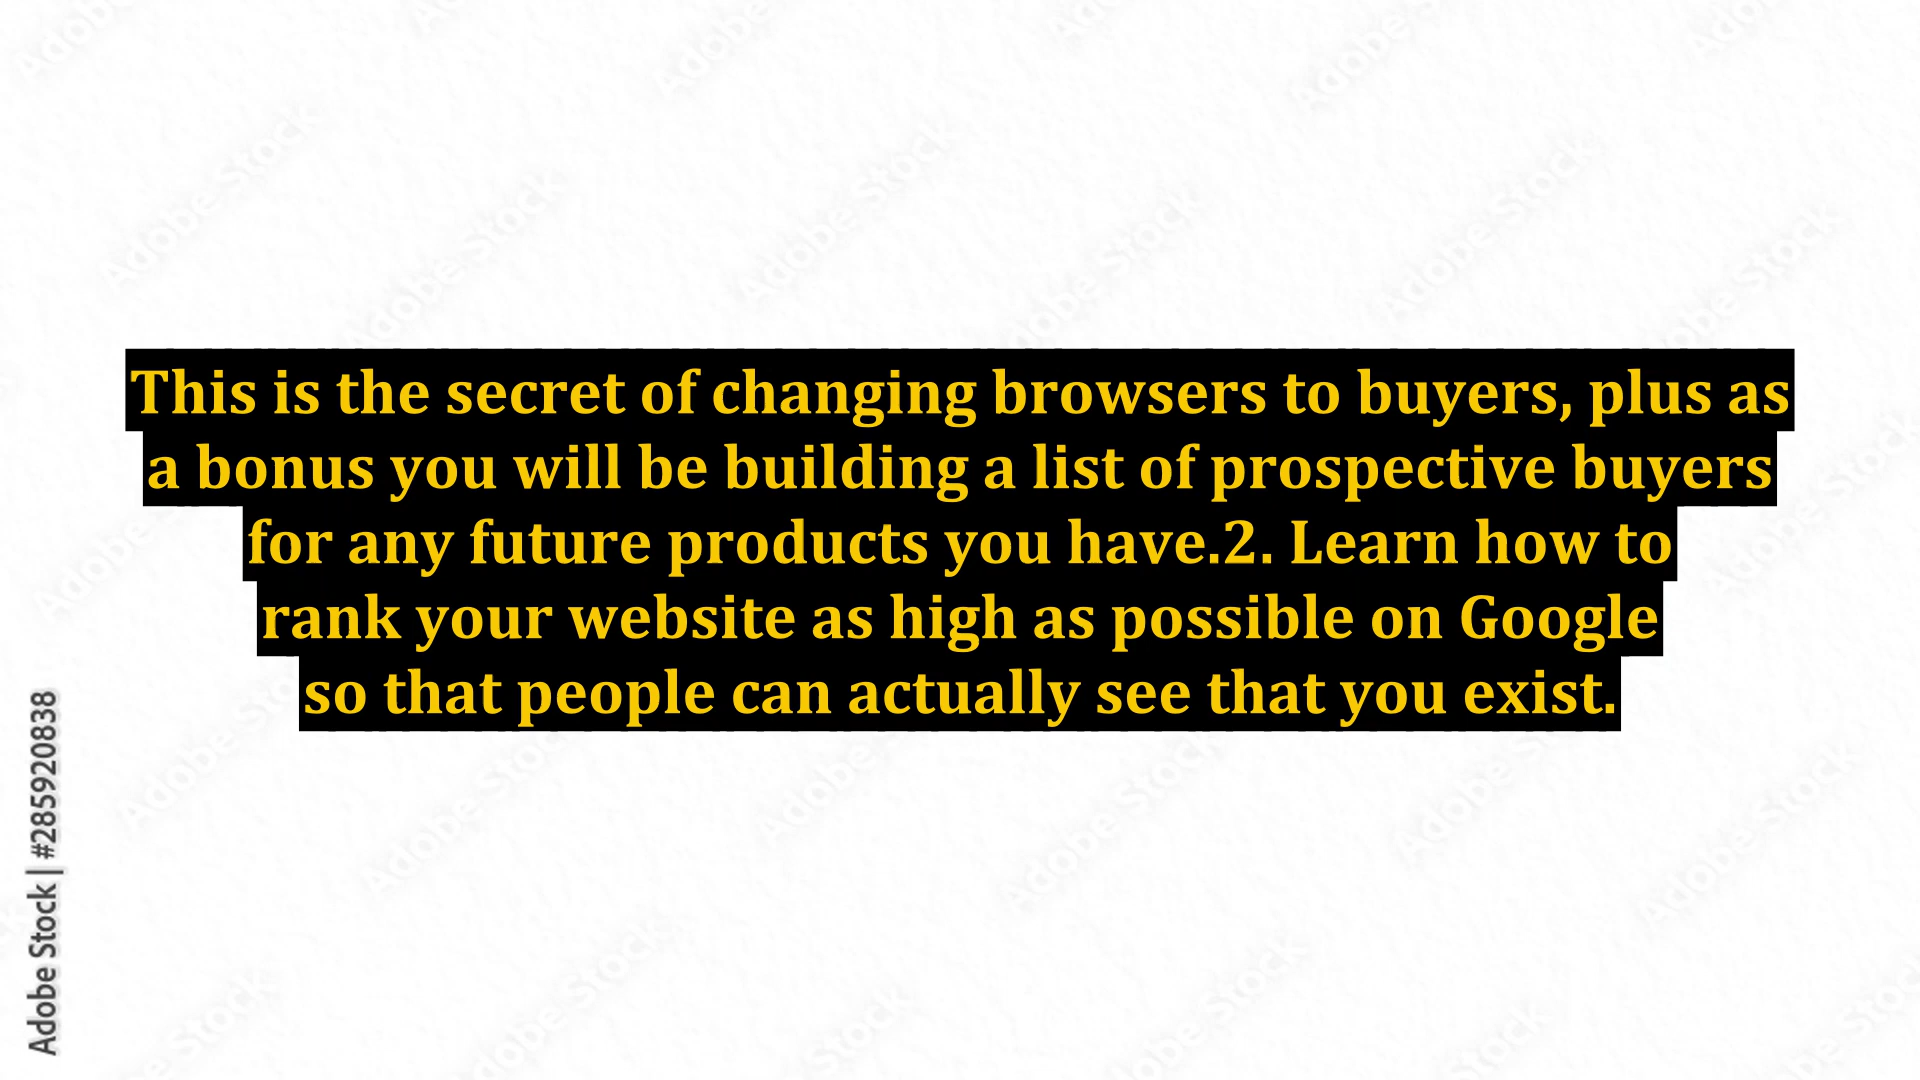 This is the secret of changing browsers to buyers, plus as
a bonus you will be building a list of prospective buyers
for any future products you have.2. Learn how to
rank your website as high as possible on Google
so that people can actually see that you exist.
Adobe Stock | #285920838